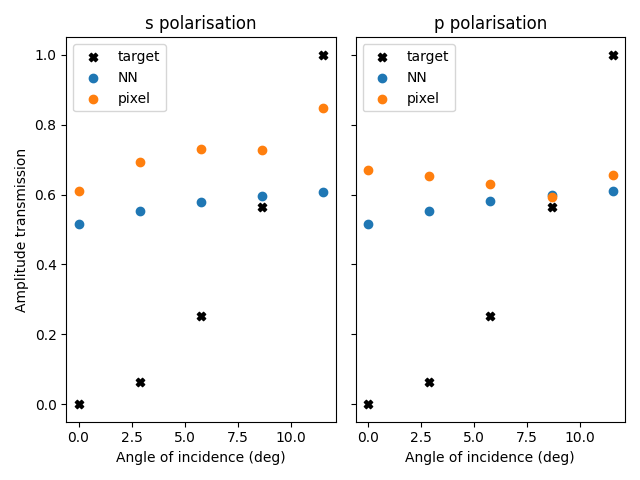 s polarisation
p polarisation
target
NN
pixel
target
NN
pixel
Amplitude transmission
1.0
0.8
0.6
0.4
0.2
0.0
0.0 2.5 5.0 7.5 10.0
0.0 2.5 5.0 7.5 10.0
Angle of incidence (deg)
Angle of incidence (deg)